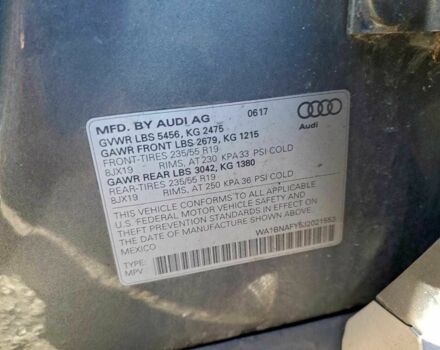 MFD. BY AUDI AG 0617
GVWR LBS 5456, KG 2475
GAWR FRONT LBS 2679, KG 1215
FRONT-TIRES 235/55 R19
BJX19 RIMS, AT 230 KPA 33 PSI COLD
GAWR REAR LBS 3042, KG 1380
REAR-TIRES 235/55 R19
BJX19 RIMS, AT 250 KPA 36 PSI COLD
Audi
THIS VEHICLE CONFORMS TO ALL APPLICABLE
U.S. FEDERAL MOTOR VEHICLE SAFETY AND
THEFT PREVENTION STANDARDS IN EFFECT ON
THE DATE OF MANUFACTURE SHOWN ABOVE.
MEXICO
WA1BNAFY5J2021552
TYPE:
MPV